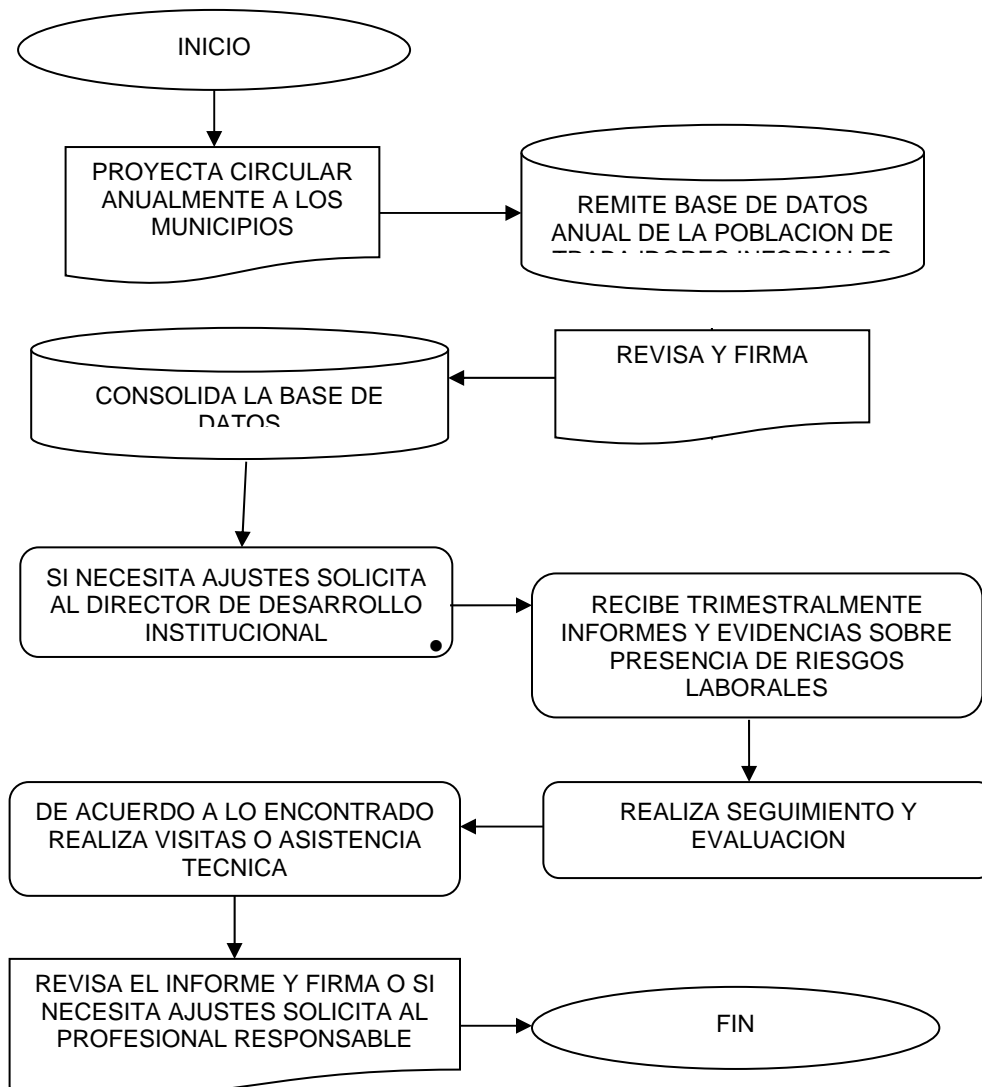 INICIO
PROYECTA CIRCULAR
ANUALMENTE A LOS
MUNICIPIOS
REMITE BASE DE DATOS
ANUAL DE LA POBLACION DE
TRABAJADORES INFORMALES
REVISA Y FIRMA
CONSOLIDA LA BASE DE
DATOS
SI NECESITA AJUSTES SOLICITA
AL DIRECTOR DE DESARROLLO
INSTITUCIONAL
RECIBE TRIMESTRALMENTE
INFORMES Y EVIDENCIAS SOBRE
PRESENCIA DE RIESGOS
LABORALES
REALIZA SEGUIMIENTO Y
EVALUACION
DE ACUERDO A LO ENCONTRADO
REALIZA VISITAS O ASISTENCIA
TECNICA
REVISA EL INFORME Y FIRMA O SI
NECESITA AJUSTES SOLICITA AL
PROFESIONAL RESPONSABLE
FIN